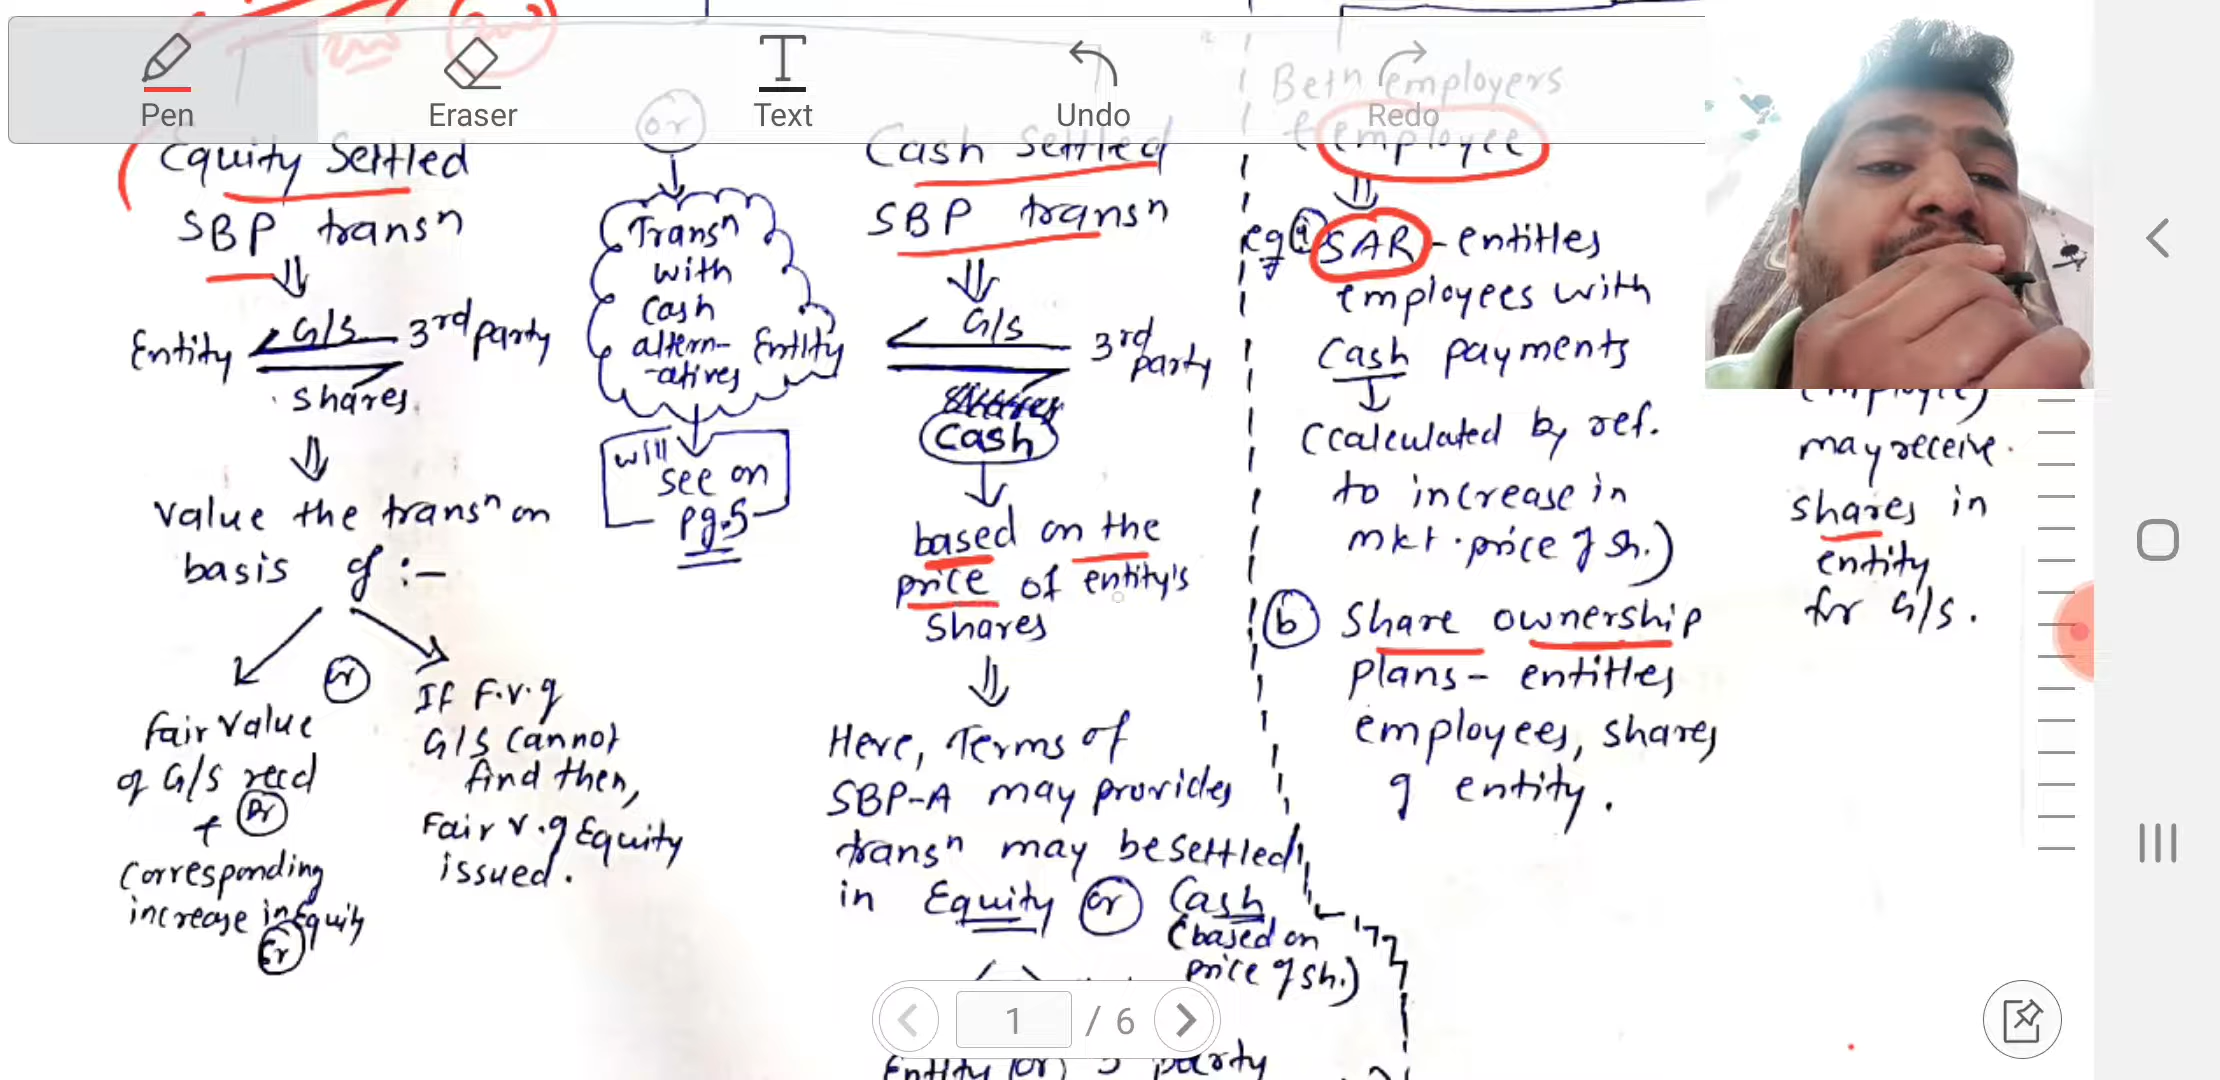 Pen
Eraser
Text
Undo
Redo
Equity Settled
SBP transⁿ
Entity
G/S
3rd party
shares
Value the transⁿ on
basis of :-
Fair value
of G/S recd
+ (Dr)
Corresponding
increase in Equity
(Cr)
or
If F.V. of
G/S cannot
find then,
Fair V. of Equity
issued.
or
Transⁿ
with
Cash
altern-
-atives
will
see on
pg.5
Cash Settled
SBP transⁿ
Entity
G/S
3rd
party
Cash
based on the
price of entity's
Shares
Here, Terms of
SBP-A may provides
transⁿ may be settled
in Equity or Cash
(based on
price of sh.)
Entity (or) 3 party
Betn employers
employee
eg (a) SAR - entitles
employees with
Cash payments
(calculated by ref.
to increase in
mkt. price of sh.)
(b) Share ownership
plans - entitles
employees, shares
of entity.
may receive
shares in
entity
for G/S.
1 / 6